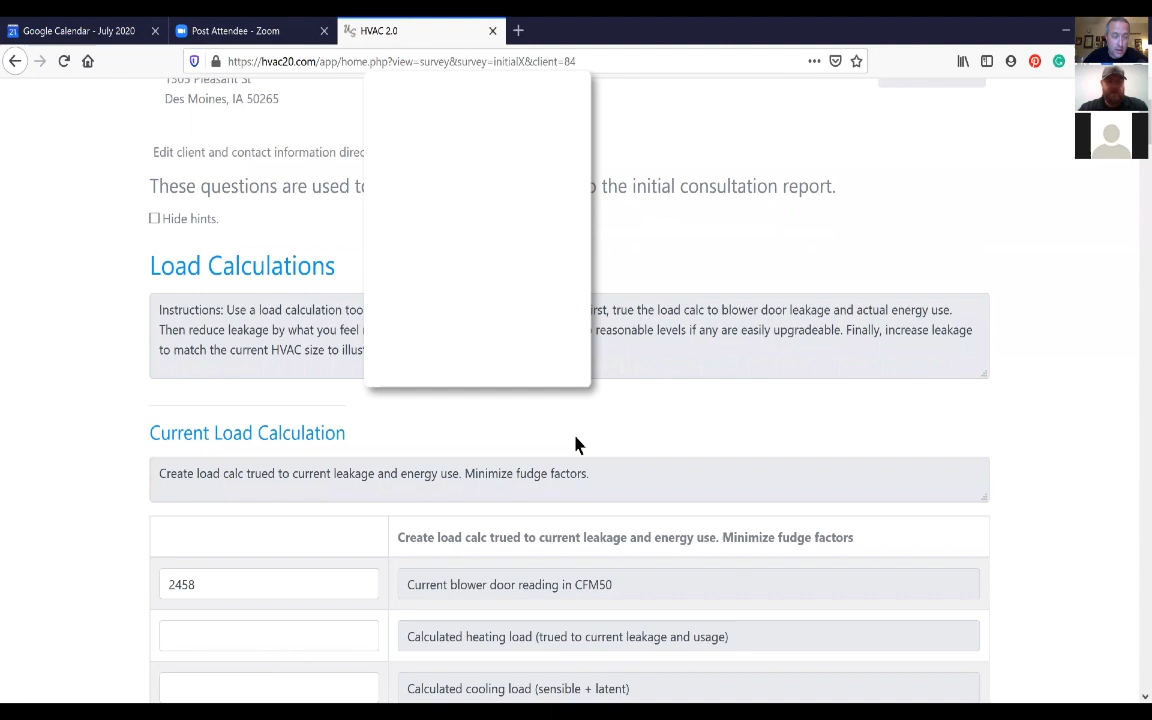 Google Calendar - July 2020
Post Attendee - Zoom
HVAC 2.0
https://hvac20.com/app/home.php?view=survey&survey=initialX&client=84
1505 Pleasant St
Des Moines, IA 50265
Edit client and contact information direc
These questions are used to
o the initial consultation report.
Hide hints.
Load Calculations
Instructions: Use a load calculation too
irst, true the load calc to blower door leakage and actual energy use.
Then reduce leakage by what you feel
reasonable levels if any are easily upgradeable. Finally, increase leakage
to match the current HVAC size to illust
Current Load Calculation
Create load calc trued to current leakage and energy use. Minimize fudge factors.
Create load calc trued to current leakage and energy use. Minimize fudge factors
2458
Current blower door reading in CFM50
Calculated heating load (trued to current leakage and usage)
Calculated cooling load (sensible + latent)